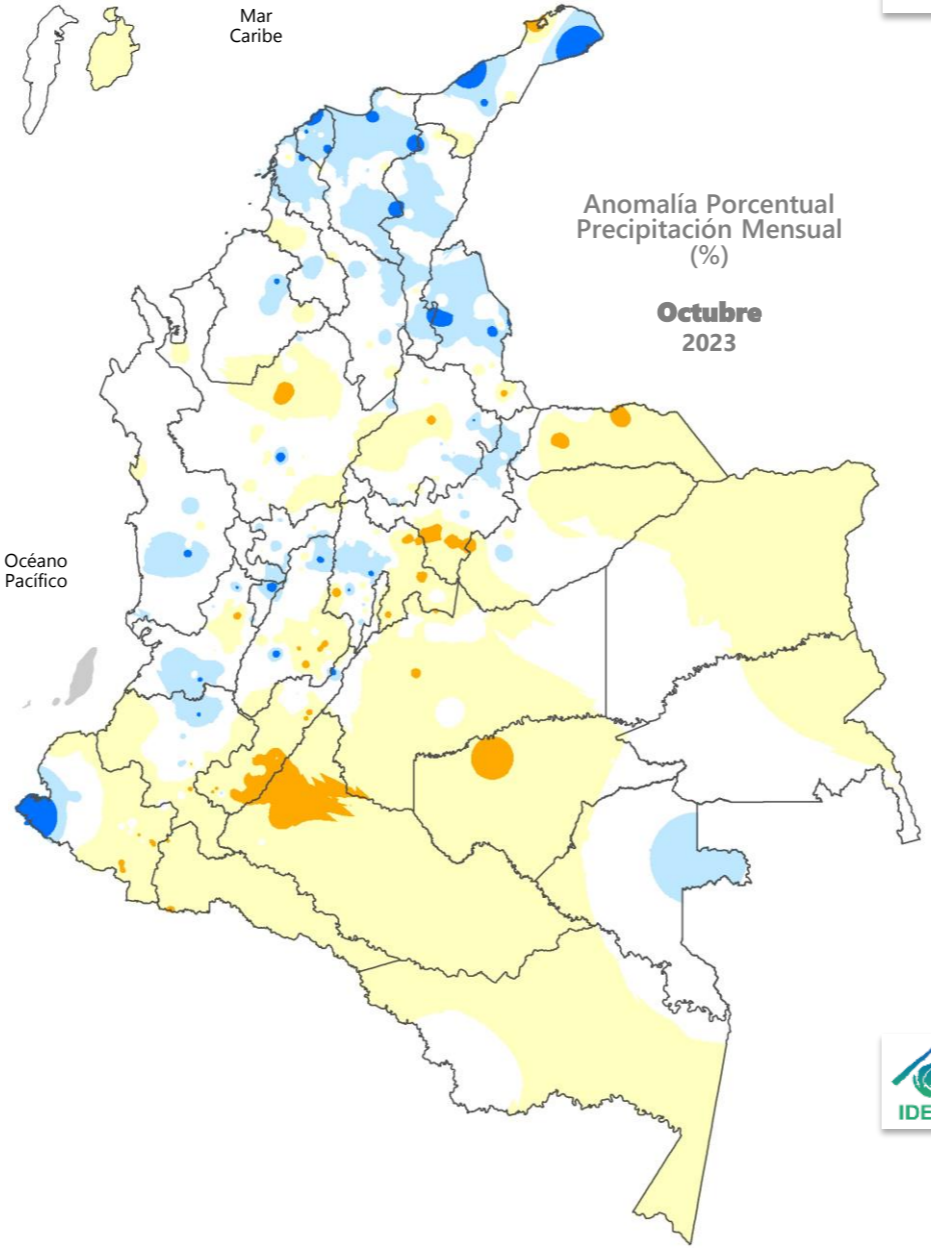 Mar
Caribe
Anomalía Porcentual
Precipitación Mensual
(%)
Octubre
2023
Océano
Pacífico